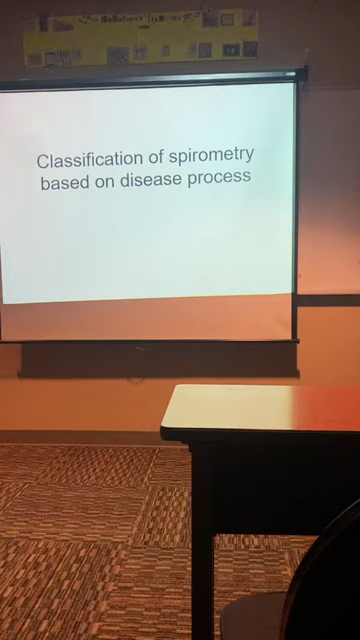 Classification of spirometry
based on disease process